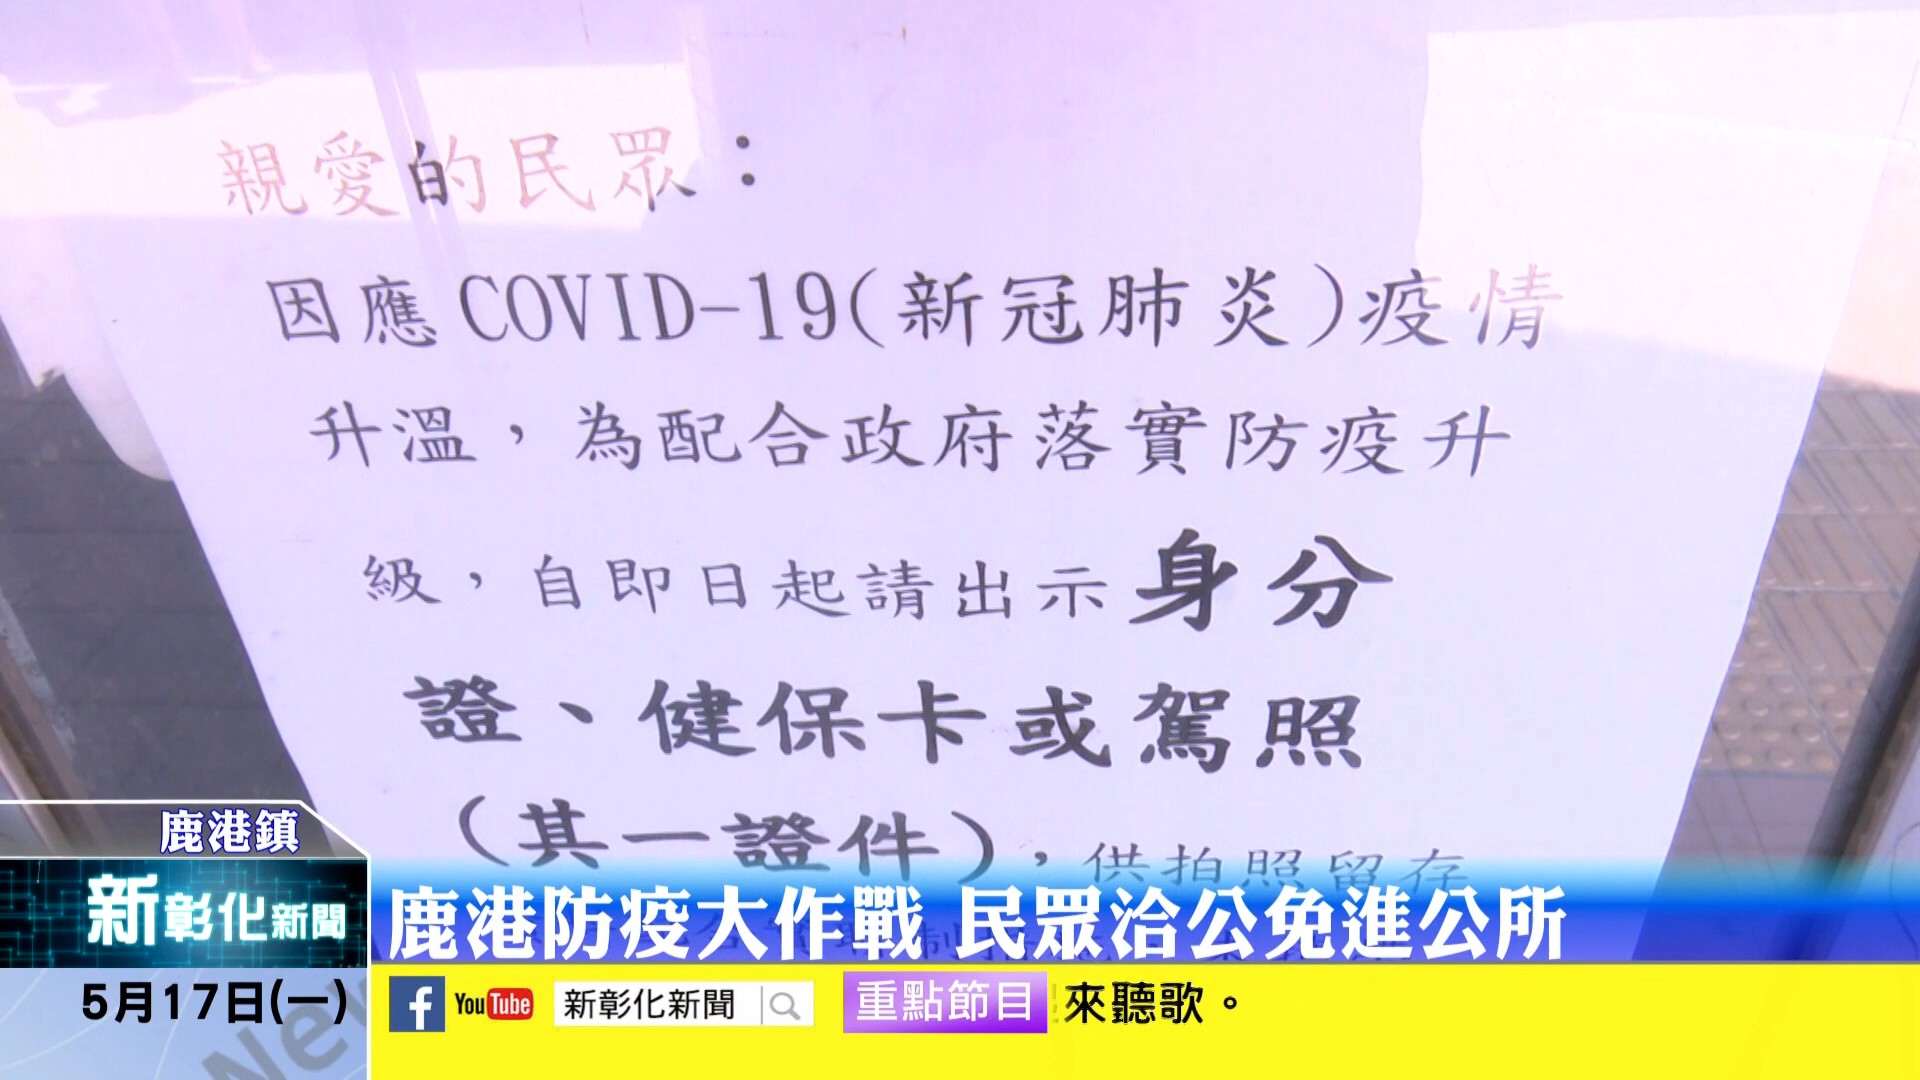 親愛的民眾：
因應COVID-19(新冠肺炎)疫情
升溫，為配合政府落實防疫升
級，自即日起請出示身分
證、健保卡或駕照
(其一證件)，供拍照留存
鹿港鎮
新彰化新聞
鹿港防疫大作戰 民眾洽公免進公所
5月17日(一)
f YouTube 新彰化新聞
重點節目 來聽歌。